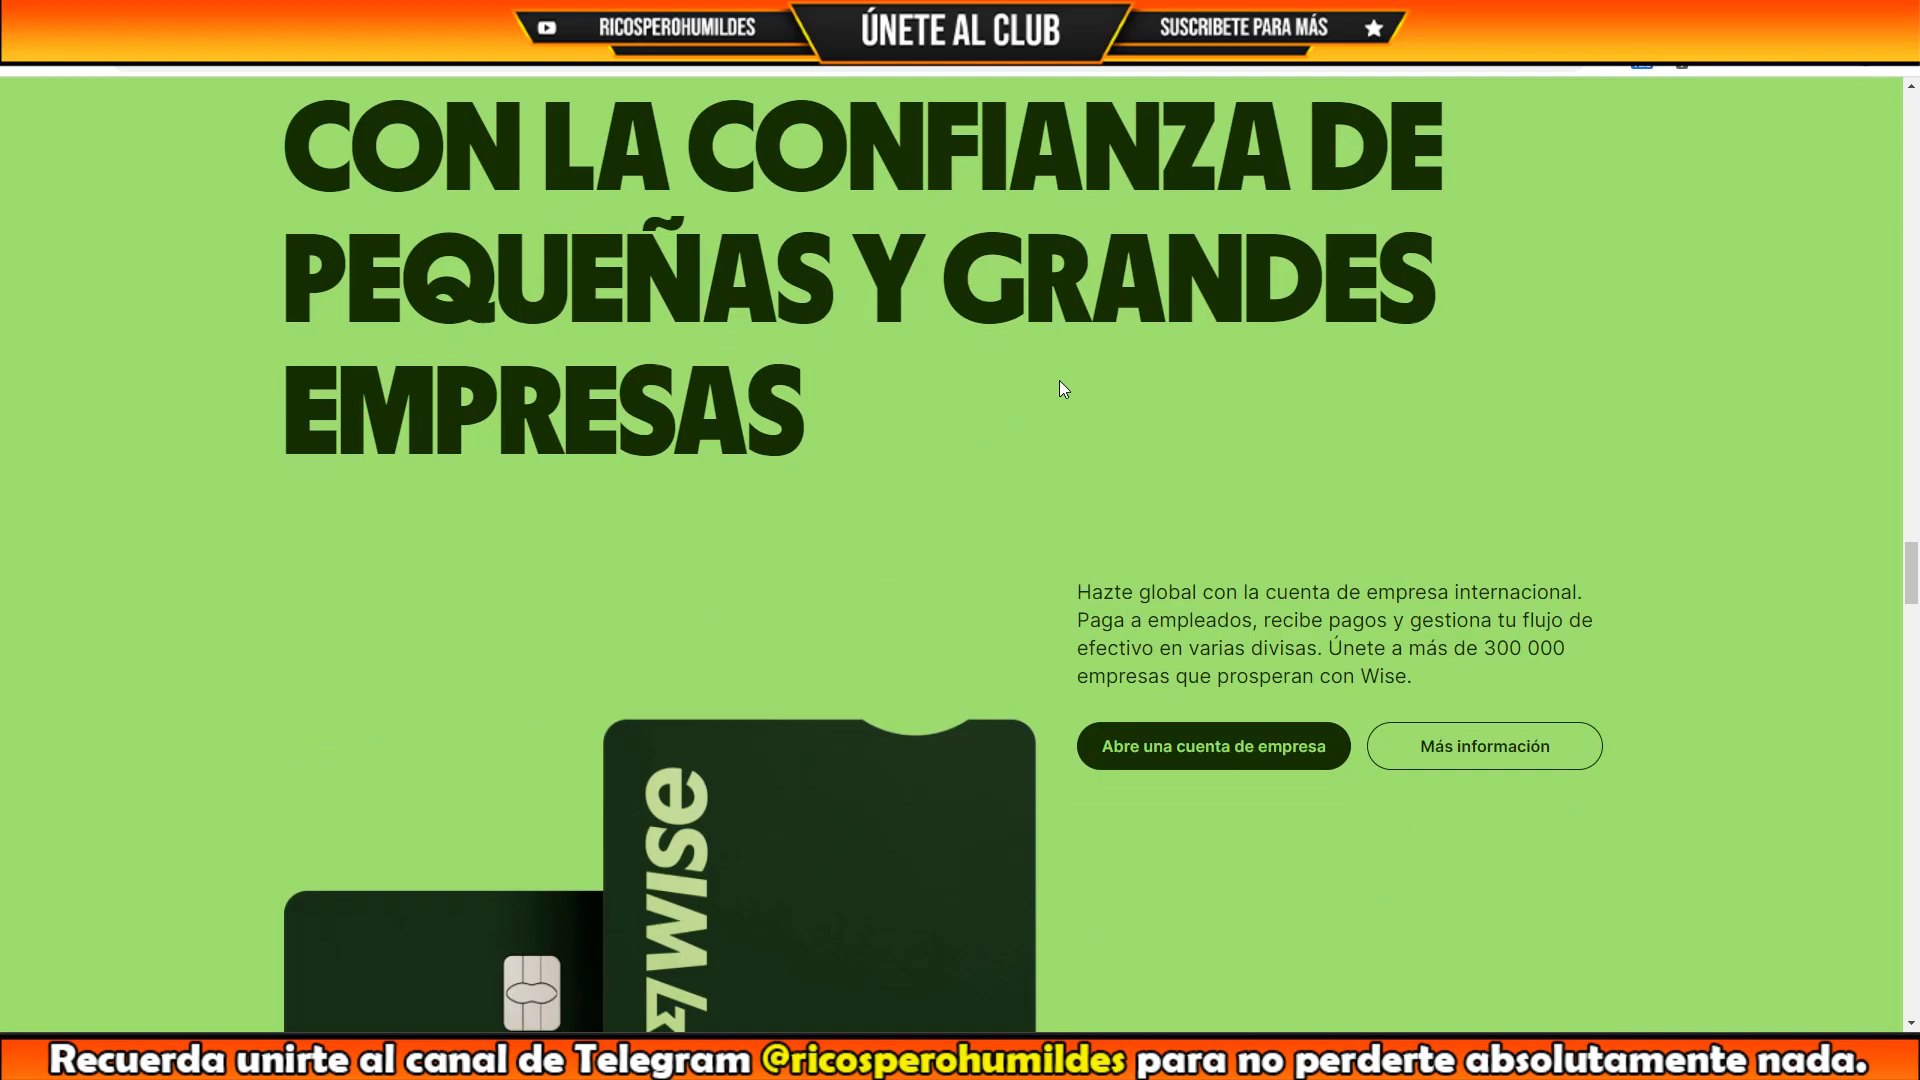 RICOSPEROHUMILDES
ÚNETE AL CLUB
SUSCRIBETE PARA MÁS
CON LA CONFIANZA DE
PEQUEÑAS Y GRANDES
EMPRESAS
Hazte global con la cuenta de empresa internacional.
Paga a empleados, recibe pagos y gestiona tu flujo de
efectivo en varias divisas. Únete a más de 300 000
empresas que prosperan con Wise.
Abre una cuenta de empresa
Más información
wise
Recuerda unirte al canal de Telegram @ricosperohumildes para no perderte absolutamente nada.